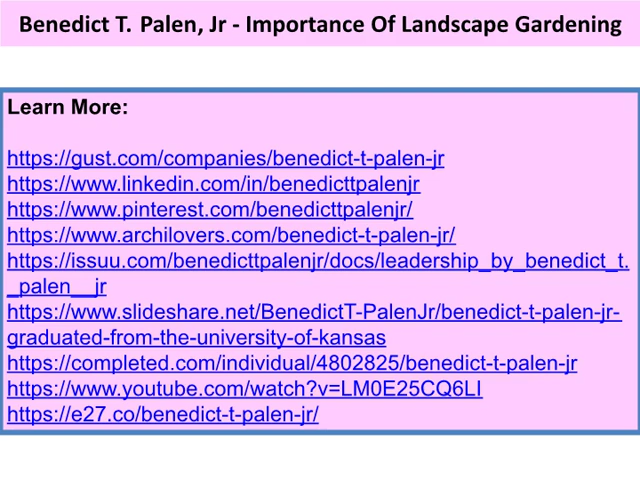 Benedict T. Palen, Jr - Importance Of Landscape Gardening
Learn More:
https://gust.com/companies/benedict-t-palen-jr
https://www.linkedin.com/in/benedicttpalenjr
https://www.pinterest.com/benedicttpalenjr/
https://www.archilovers.com/benedict-t-palen-jr/
https://issuu.com/benedicttpalenjr/docs/leadership_by_benedict_t.
_palen__jr
https://www.slideshare.net/BenedictT-PalenJr/benedict-t-palen-jr-
graduated-from-the-university-of-kansas
https://completed.com/individual/4802825/benedict-t-palen-jr
https://www.youtube.com/watch?v=LM0E25CQ6LI
https://e27.co/benedict-t-palen-jr/